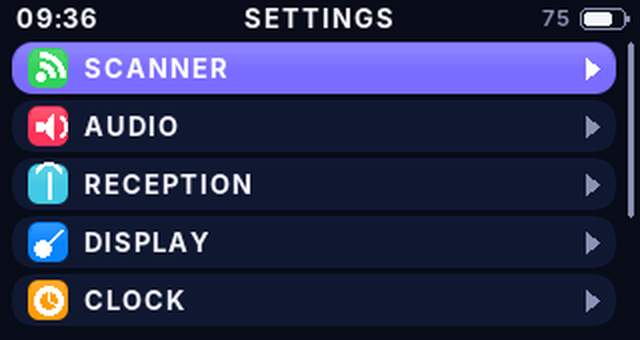 09:36 SETTINGS 75
SCANNER
AUDIO
RECEPTION
DISPLAY
CLOCK